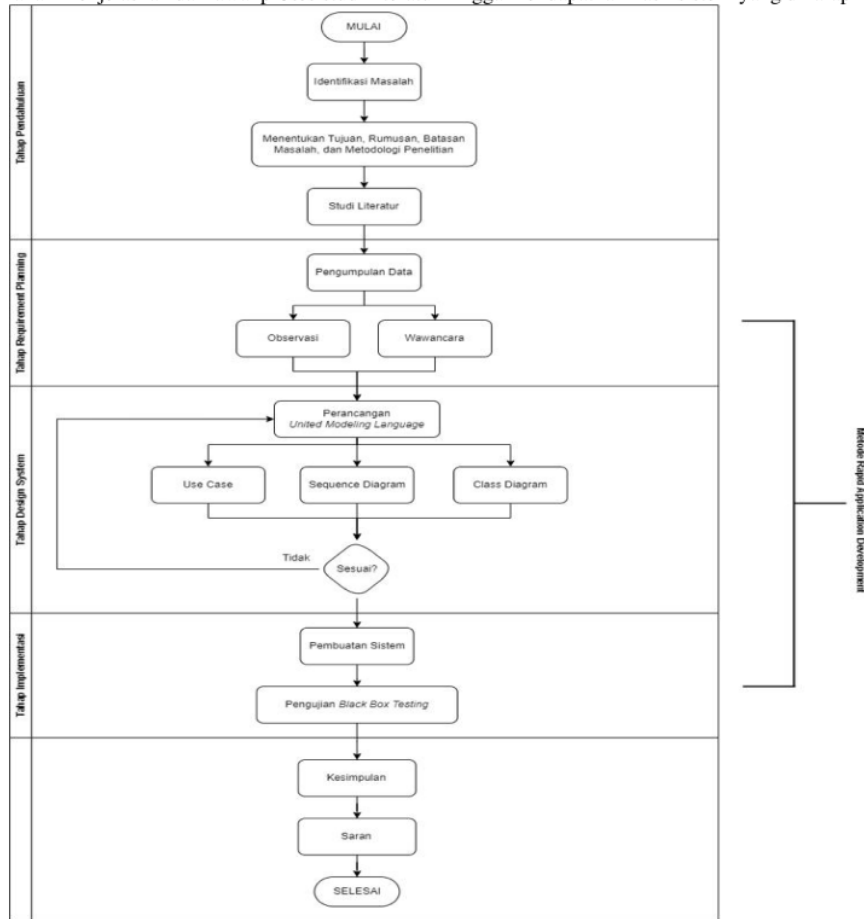 MULAI
Tahap Pendahuluan
Identifikasi Masalah
Menentukan Tujuan, Rumusan, Batasan
Masalah, dan Metodologi Penelitian
Studi Literatur
Tahap Requirement Planning
Pengumpulan Data
Observasi
Wawancara
Tahap Design System
Perancangan
United Modeling Language
Use Case
Sequence Diagram
Class Diagram
Tidak
Sesuai?
Metode Rapid Application Development
Tahap Implementasi
Pembuatan Sistem
Pengujian Black Box Testing
Kesimpulan
Saran
SELESAI